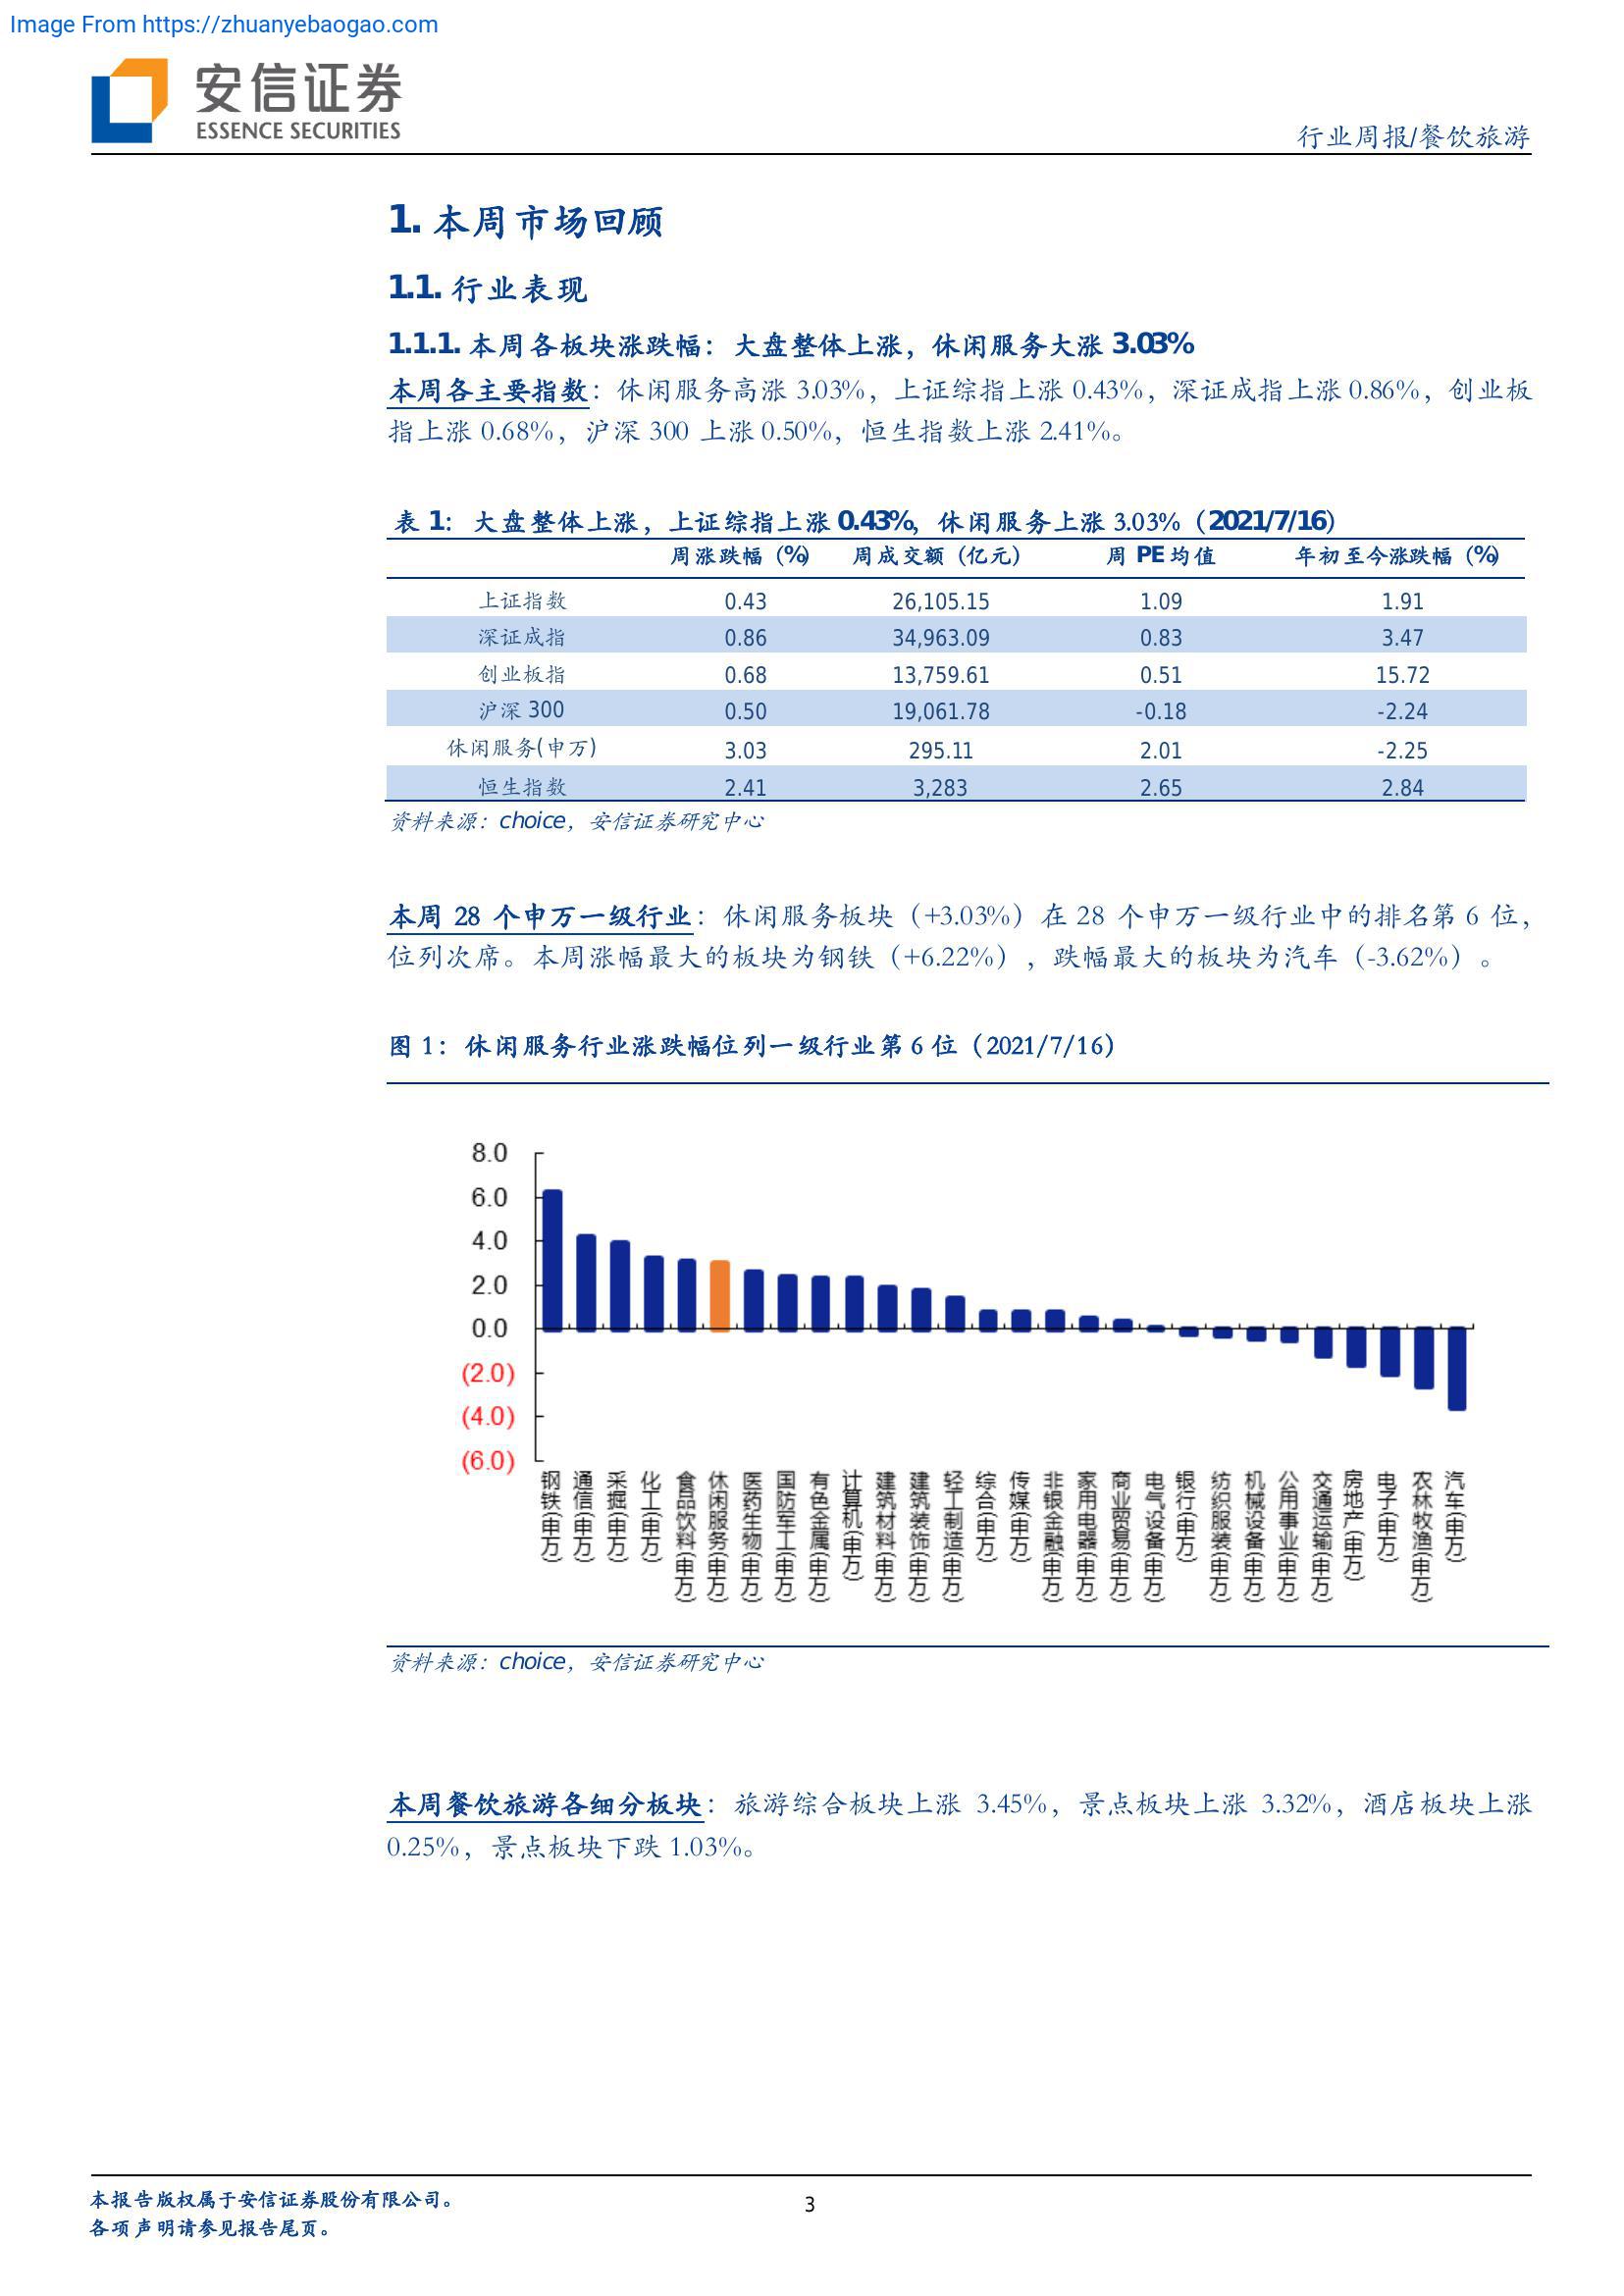 Image From https://zhuanyebaogao.com
安信证券
ESSENCE SECURITIES
行业周报/餐饮旅游
1. 本周市场回顾
1.1. 行业表现
1.1.1. 本周各板块涨跌幅：大盘整体上涨，休闲服务大涨 3.03%
本周各主要指数：休闲服务高涨 3.03%，上证综指上涨 0.43%，深证成指上涨 0.86%，创业板
指上涨 0.68%，沪深 300 上涨 0.50%，恒生指数上涨 2.41%。
表 1：大盘整体上涨，上证综指上涨 0.43%，休闲服务上涨 3.03%（2021/7/16）
周涨跌幅（%） 周成交额（亿元） 周 PE 均值 年初至今涨跌幅（%）
上证指数 0.43 26,105.15 1.09 1.91
深证成指 0.86 34,963.09 0.83 3.47
创业板指 0.68 13,759.61 0.51 15.72
沪深 300 0.50 19,061.78 -0.18 -2.24
休闲服务(申万) 3.03 295.11 2.01 -2.25
恒生指数 2.41 3,283 2.65 2.84
资料来源：choice，安信证券研究中心
本周 28 个申万一级行业：休闲服务板块（+3.03%）在 28 个申万一级行业中的排名第 6 位，
位列次席。本周涨幅最大的板块为钢铁（+6.22%），跌幅最大的板块为汽车（-3.62%）。
图 1：休闲服务行业涨跌幅位列一级行业第 6 位（2021/7/16）
8.0
6.0
4.0
2.0
0.0
(2.0)
(4.0)
(6.0)
钢铁(申万)
通信(申万)
采掘(申万)
化工(申万)
食品饮料(申万)
休闲服务(申万)
医药生物(申万)
国防军工(申万)
有色金属(申万)
计算机(申万)
建筑材料(申万)
建筑装饰(申万)
轻工制造(申万)
综合(申万)
传媒(申万)
非银金融(申万)
家用电器(申万)
商业贸易(申万)
电气设备(申万)
银行(申万)
纺织服装(申万)
机械设备(申万)
公用事业(申万)
交通运输(申万)
房地产(申万)
电子(申万)
农林牧渔(申万)
汽车(申万)
资料来源：choice，安信证券研究中心
本周餐饮旅游各细分板块：旅游综合板块上涨 3.45%，景点板块上涨 3.32%，酒店板块上涨
0.25%，景点板块下跌 1.03%。
本报告版权属于安信证券股份有限公司。
各项声明请参见报告尾页。
3